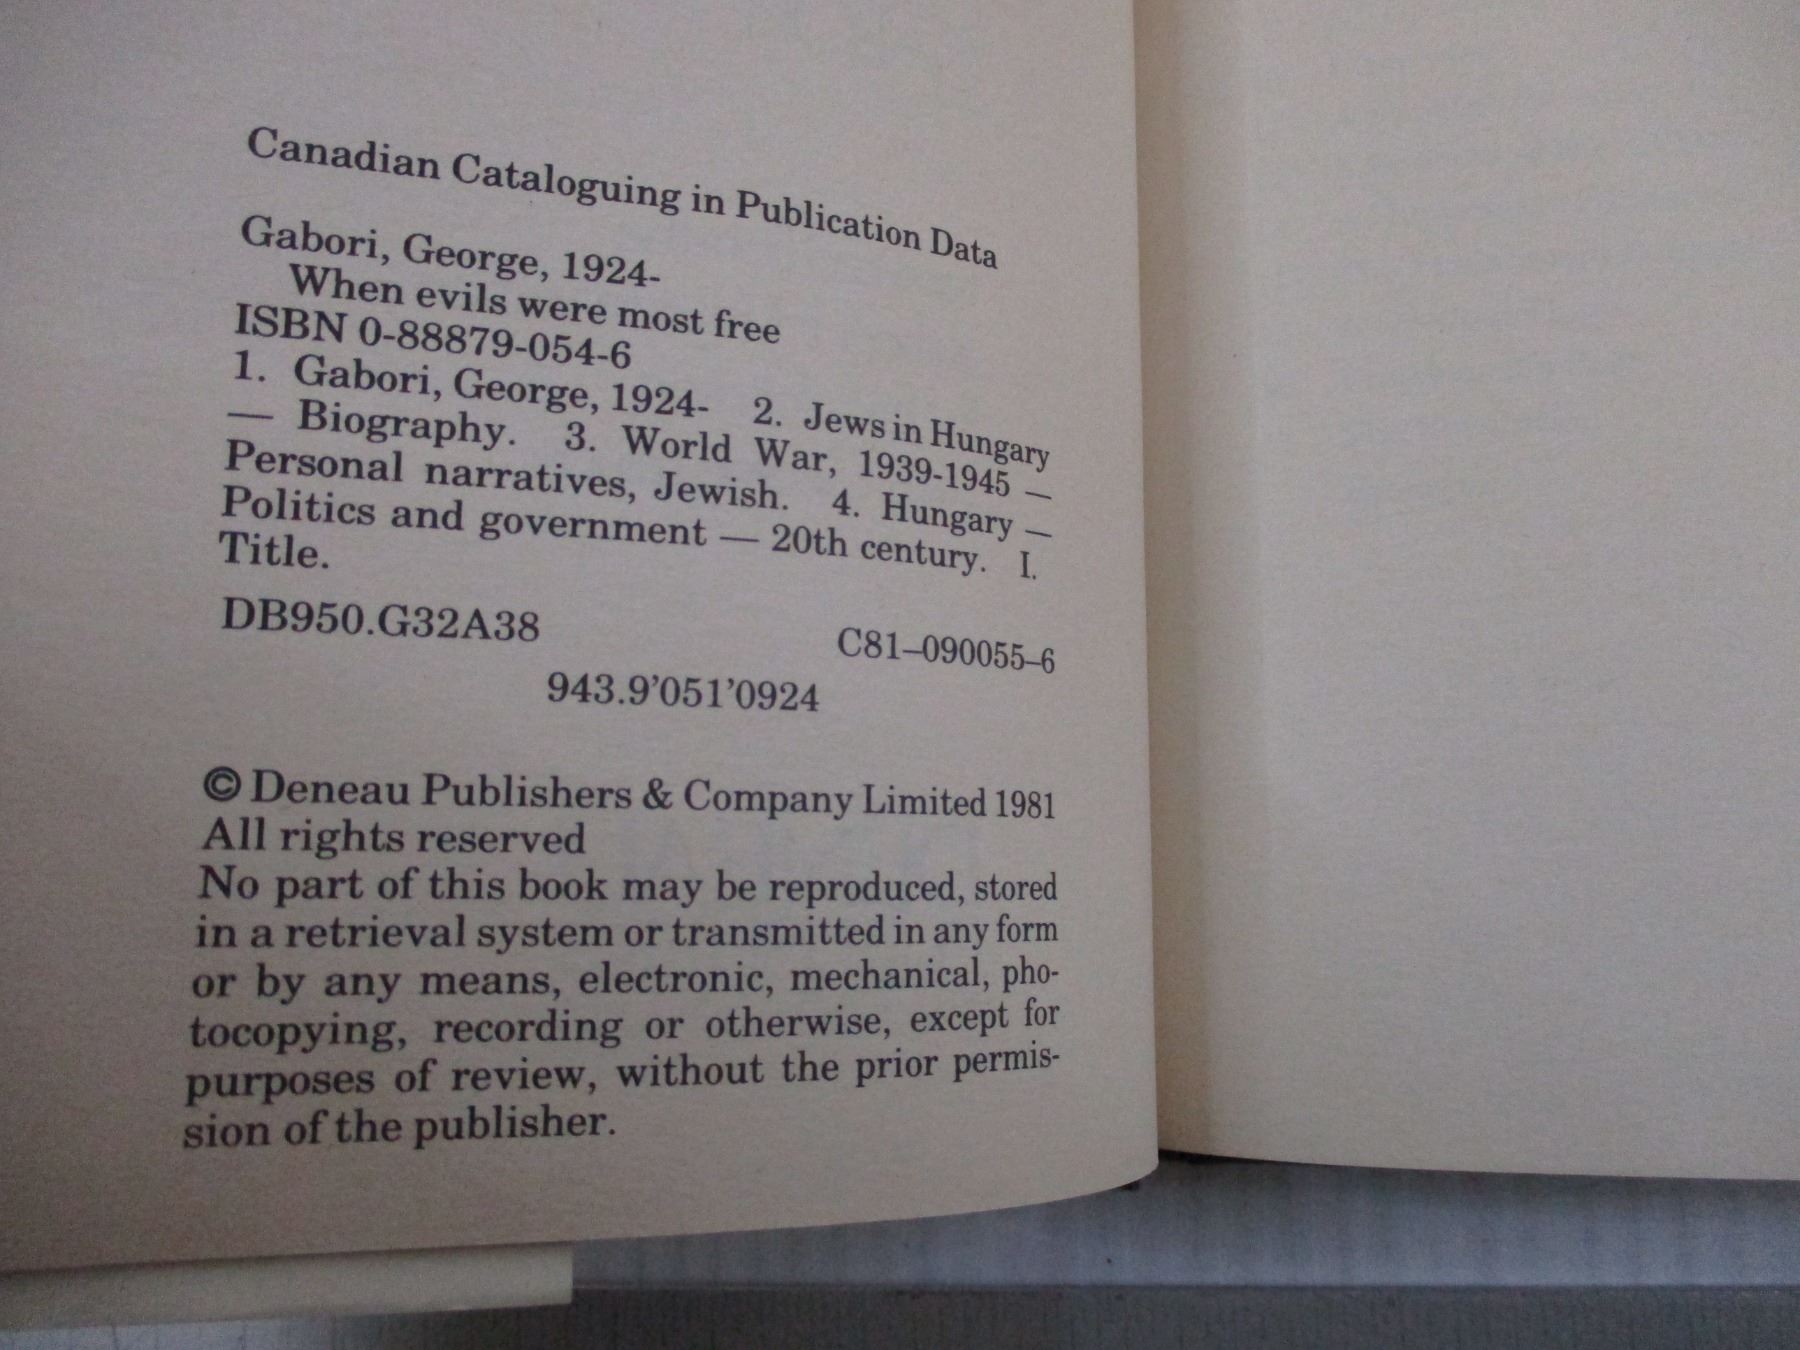 Canadian Cataloguing in Publication Data
Gabori, George, 1924-
When evils were most free
ISBN 0-88879-054-6
1. Gabori, George, 1924- 2. Jews in Hungary
— Biography. 3. World War, 1939-1945 —
Personal narratives, Jewish. 4. Hungary —
Politics and government — 20th century. I.
Title.
DB950.G32A38 C81–090055–6
943.9’051’0924
© Deneau Publishers & Company Limited 1981
All rights reserved
No part of this book may be reproduced, stored
in a retrieval system or transmitted in any form
or by any means, electronic, mechanical, pho-
tocopying, recording or otherwise, except for
purposes of review, without the prior permis-
sion of the publisher.